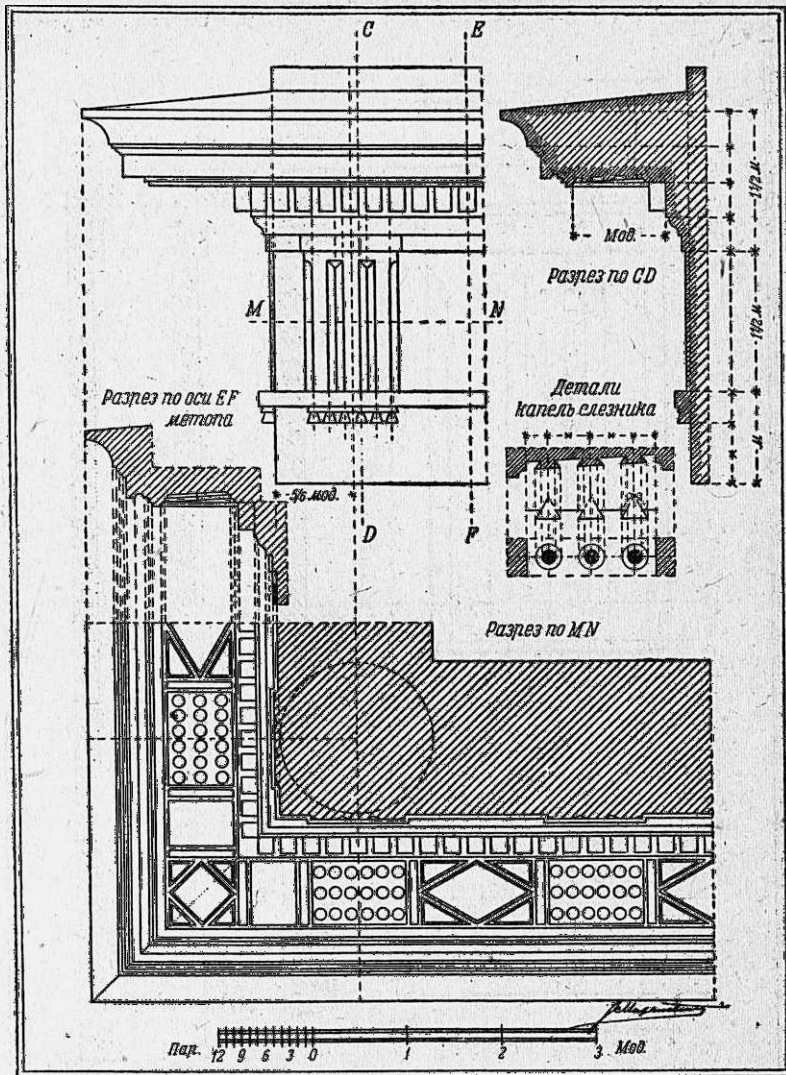 C
E
Мод.
1 1/2 м
Разрез по CD
M
N
1 1/2 м
Разрез по оси EF
метопа
Детали
капель слезника
м
5/6 мод.
D
F
Разрез по MN
Пар. 12 9 6 3 0 1 2 3 Мод.